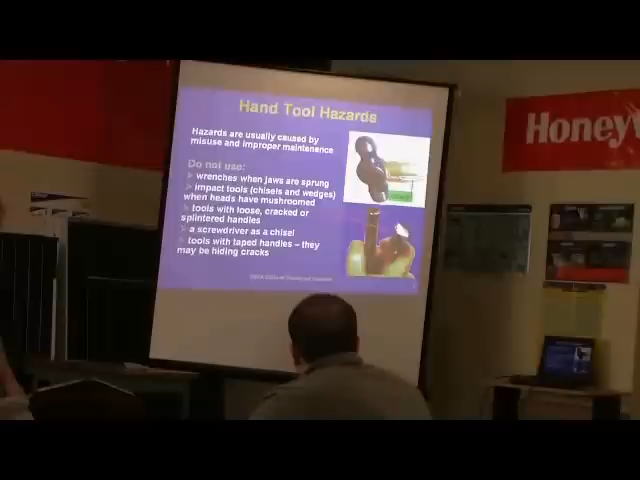 Hand Tool Hazards
Hazards are usually caused by
misuse and improper maintenance
Do not use:
wrenches when jaws are sprung
impact tools (chisels and wedges)
when heads have mushroomed
tools with loose, cracked or
splintered handles
a screwdriver as a chisel
tools with taped handles – they
may be hiding cracks
Honeyw